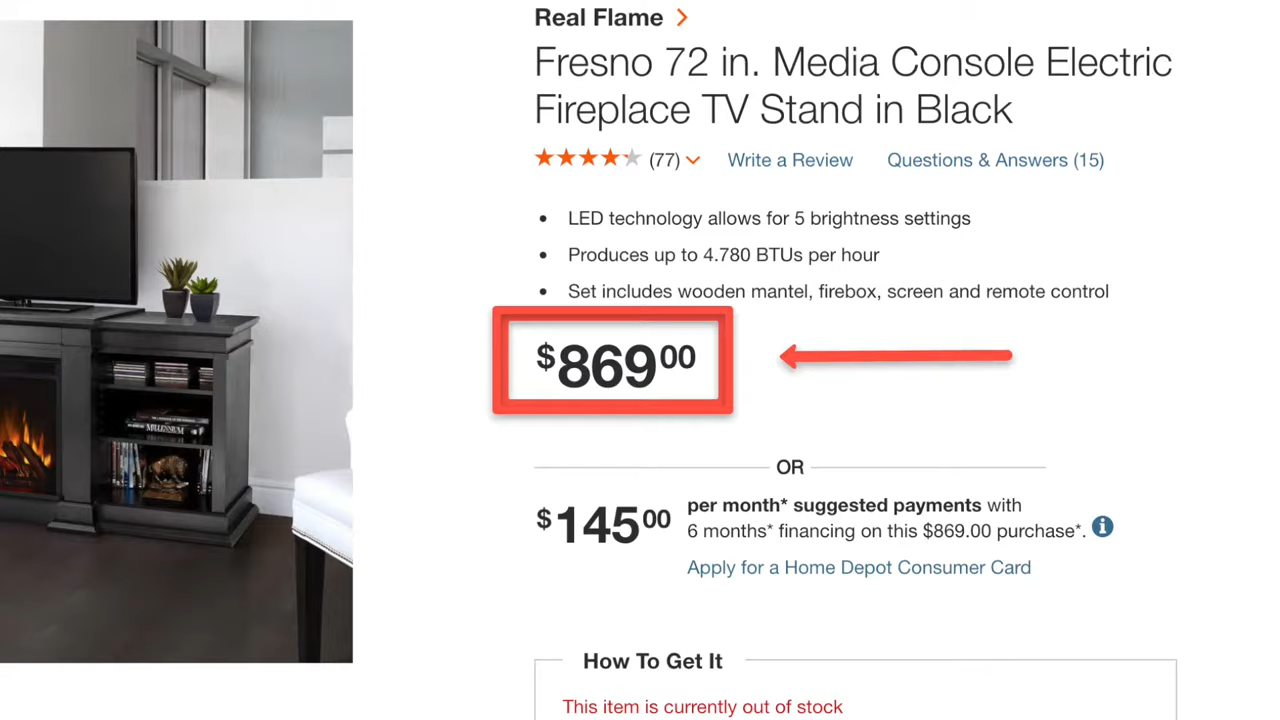 Real Flame
Fresno 72 in. Media Console Electric
Fireplace TV Stand in Black
(77)
Write a Review
Questions & Answers (15)
• LED technology allows for 5 brightness settings
• Produces up to 4.780 BTUs per hour
• Set includes wooden mantel, firebox, screen and remote control
$869.00
OR
$145.00
per month* suggested payments with
6 months* financing on this $869.00 purchase*.
Apply for a Home Depot Consumer Card
How To Get It
This item is currently out of stock
MILLENNIUM